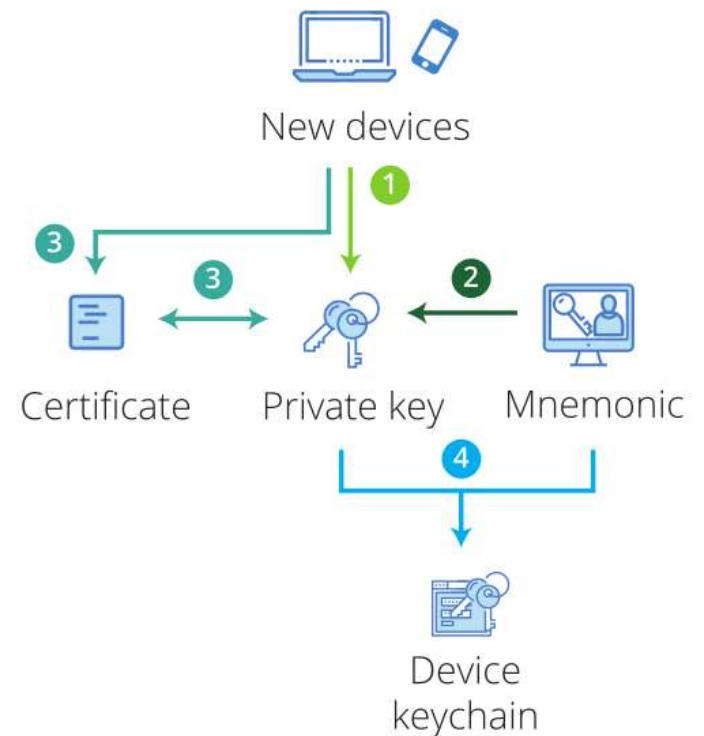 New devices
1
3
3
2
Certificate
Private key
Mnemonic
4
Device
keychain